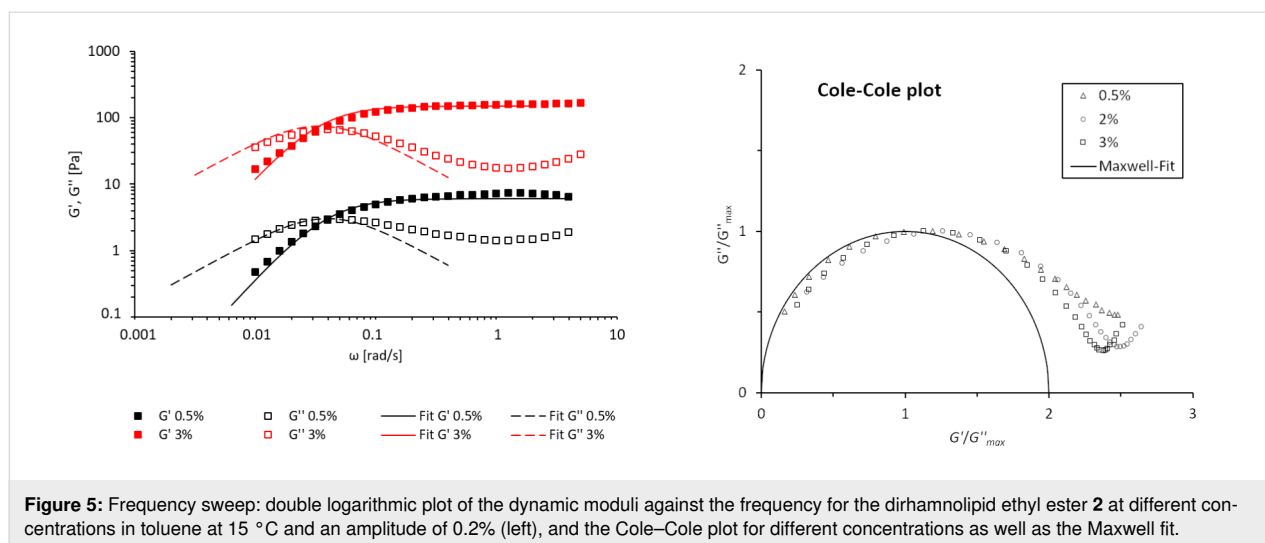 1000
100
10
1
0.1
G', G'' [Pa]
0.001 0.01 0.1 1 10
ω [rad/s]
G' 0.5% G'' 0.5% Fit G' 0.5% Fit G'' 0.5%
G' 3% G'' 3% Fit G' 3% Fit G'' 3%
Cole-Cole plot
0.5%
2%
3%
Maxwell-Fit
2
1
0
G''/G''max
0 1 2 3
G'/G''max
Figure 5: Frequency sweep: double logarithmic plot of the dynamic moduli against the frequency for the dirhamnolipid ethyl ester 2 at different con-
centrations in toluene at 15 °C and an amplitude of 0.2% (left), and the Cole–Cole plot for different concentrations as well as the Maxwell fit.